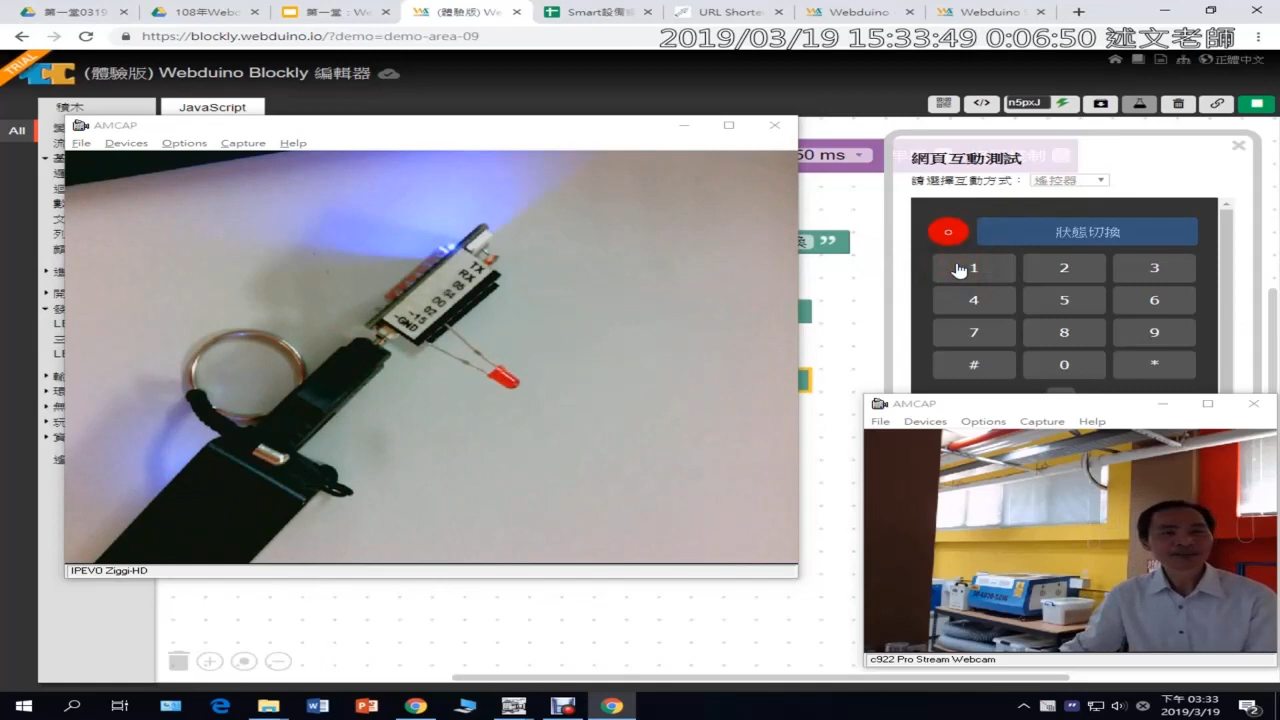 第一堂0319
108年Webd
第一堂：We
(體驗版) We
Smart設備
URL Shorte
Webduino
Webduino
https://blockly.webduino.io/?demo=demo-area-09
2019/03/19 15:33:49 0:06:50 述文老師
TRIAL
(體驗版) Webduino Blockly 編輯器
正體中文
積木
JavaScript
n5pxJ
All
AMCAP
File Devices Options Capture Help
50 ms
網頁互動測試
請選擇互動方式：
遙控器
狀態切換
1 2 3
4 5 6
7 8 9
# 0 *
換 ”
TX
RX
GND
IPEVO Ziggi-HD
AMCAP
File Devices Options Capture Help
c922 Pro Stream Webcam
下午 03:33
2019/3/19
2